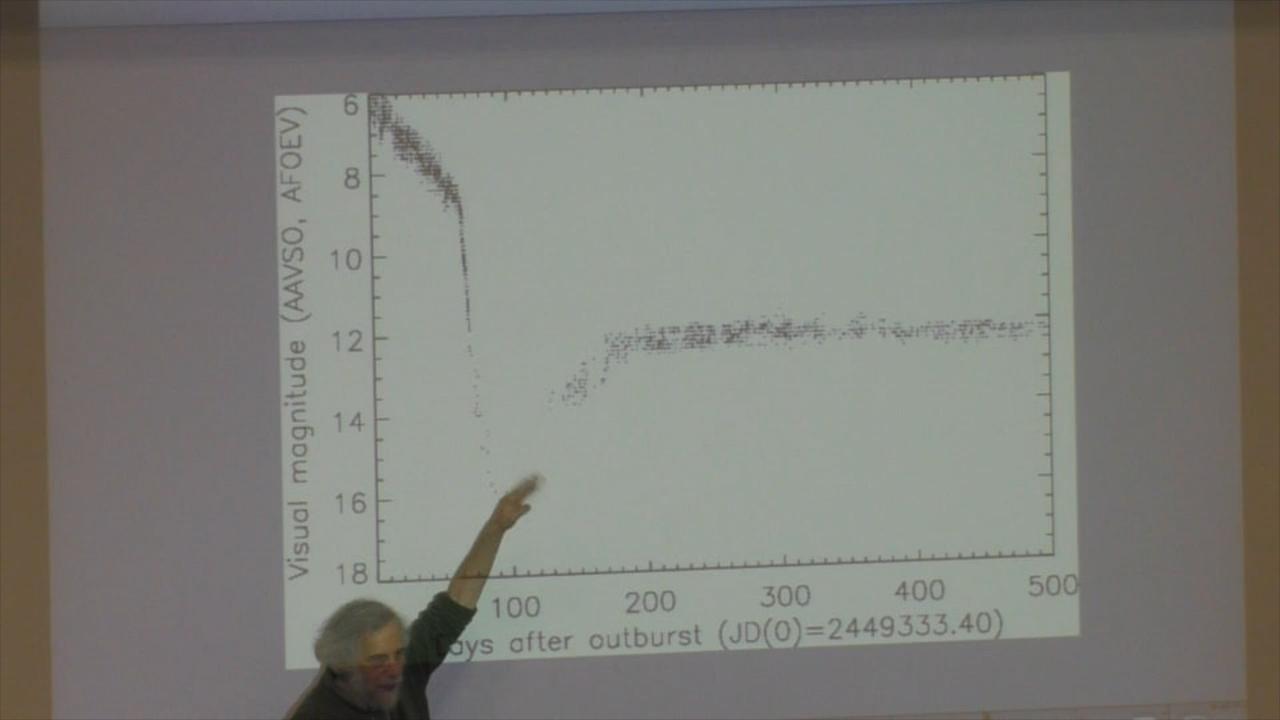 Visual magnitude (AAVSO, AFOEV)
6
8
10
12
14
16
18
100 200 300 400 500
ays after outburst (JD(0)=2449333.40)